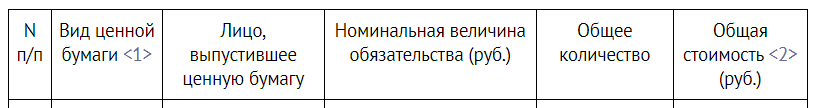 N п/п
Вид ценной бумаги <1>
Лицо, выпустившее ценную бумагу
Номинальная величина обязательства (руб.)
Общее количество
Общая стоимость <2> (руб.)